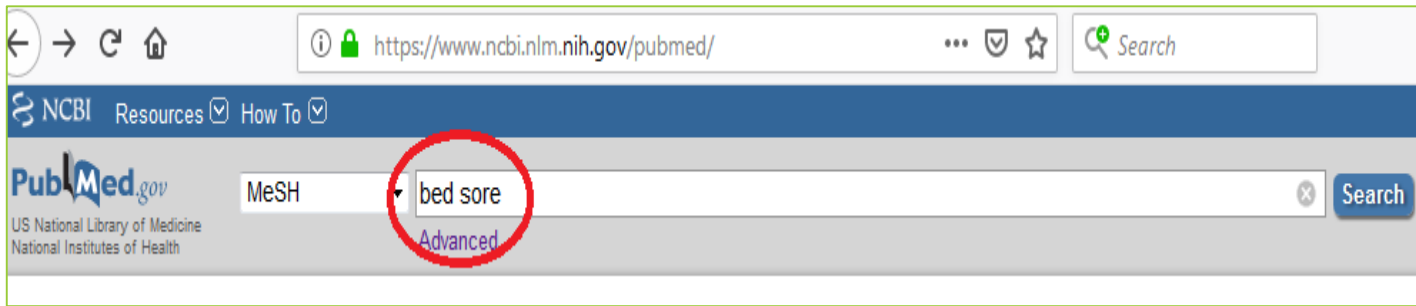 https://www.ncbi.nlm.nih.gov/pubmed/ ... Search
NCBI Resources How To
PubMed.gov MeSH bed sore Search
US National Library of Medicine
National Institutes of Health
Advanced